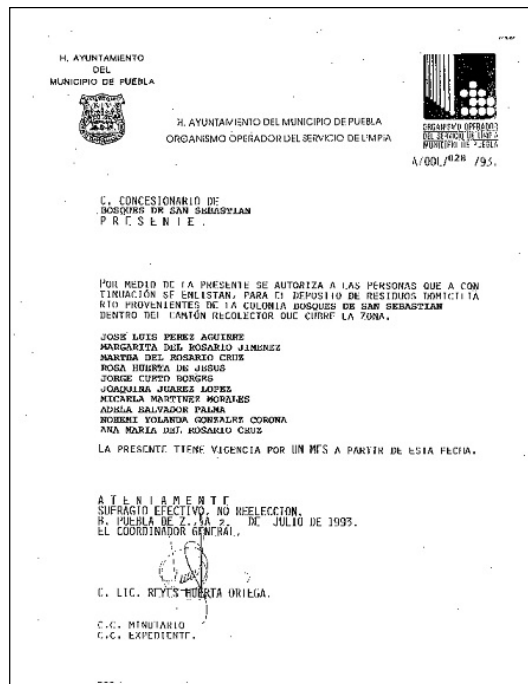 H. AYUNTAMIENTO
DEL
MUNICIPIO DE PUEBLA
H. AYUNTAMIENTO DEL MUNICIPIO DE PUEBLA
ORGANISMO OPERADOR DEL SERVICIO DE LIMPIA
ORGANISMO OPERADOR
DEL SERVICIO DE LIMPIA
MUNICIPIO DE PUEBLA
A/OOL/028 /93.
C. CONCESIONARIO DE
BOSQUES DE SAN SEBASTIAN
P R E S E N T E .
POR MEDIO DE LA PRESENTE SE AUTORIZA A LAS PERSONAS QUE A CON
TINUACIÓN SE ENLISTAN, PARA EL DEPOSITO DE RESIDUOS DOMICILIA
RIO PROVENIENTES DE LA COLONIA BOSQUES DE SAN SEBASTIAN
DENTRO DEL CAMIÓN RECOLECTOR QUE CUBRE LA ZONA.
JOSE LUIS PEREZ AGUIRRE
MARGARITA DEL ROSARIO JIMENEZ
MARTHA DEL ROSARIO CRUZ
ROSA HUERTA DE JESUS
JORGE CUETO BORGES
JOAQUINA JUAREZ LOPEZ
MICAELA MARTINEZ MORALES
ADELA SALVADOR PALMA
NOHEMI YOLANDA GONZALEZ CORONA
ANA MARIA DEL ROSARIO CRUZ
LA PRESENTE TIENE VIGENCIA POR UN MES A PARTIR DE ESTA FECHA.
A T E N T A M E N T E
SUFRAGIO EFECTIVO, NO REELECCION.
H. PUEBLA DE Z., A 2. DE JULIO DE 1993.
EL COORDINADOR GENERAL,
C. LIC. REYES HUERTA ORTEGA.
C.C. MINUTARIO
C.C. EXPEDIENTE.